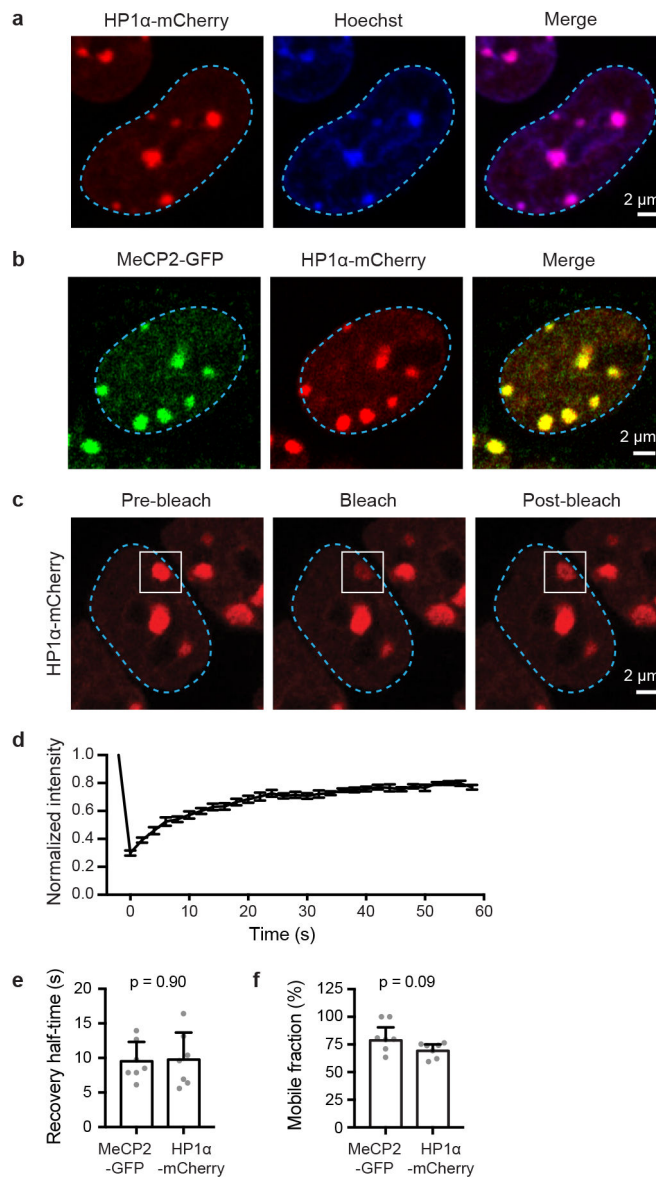 a
HP1α-mCherry Hoechst Merge
2 µm
b
MeCP2-GFP HP1α-mCherry Merge
2 µm
c
Pre-bleach Bleach Post-bleach
HP1α-mCherry
2 µm
d
Normalized intensity
1.0
0.8
0.6
0.4
0.2
0.0
0 10 20 30 40 50 60
Time (s)
e
p = 0.90
Recovery half-time (s)
20
15
10
5
0
MeCP2 HP1α
-GFP -mCherry
f
p = 0.09
Mobile fraction (%)
125
100
75
50
25
0
MeCP2 HP1α
-GFP -mCherry